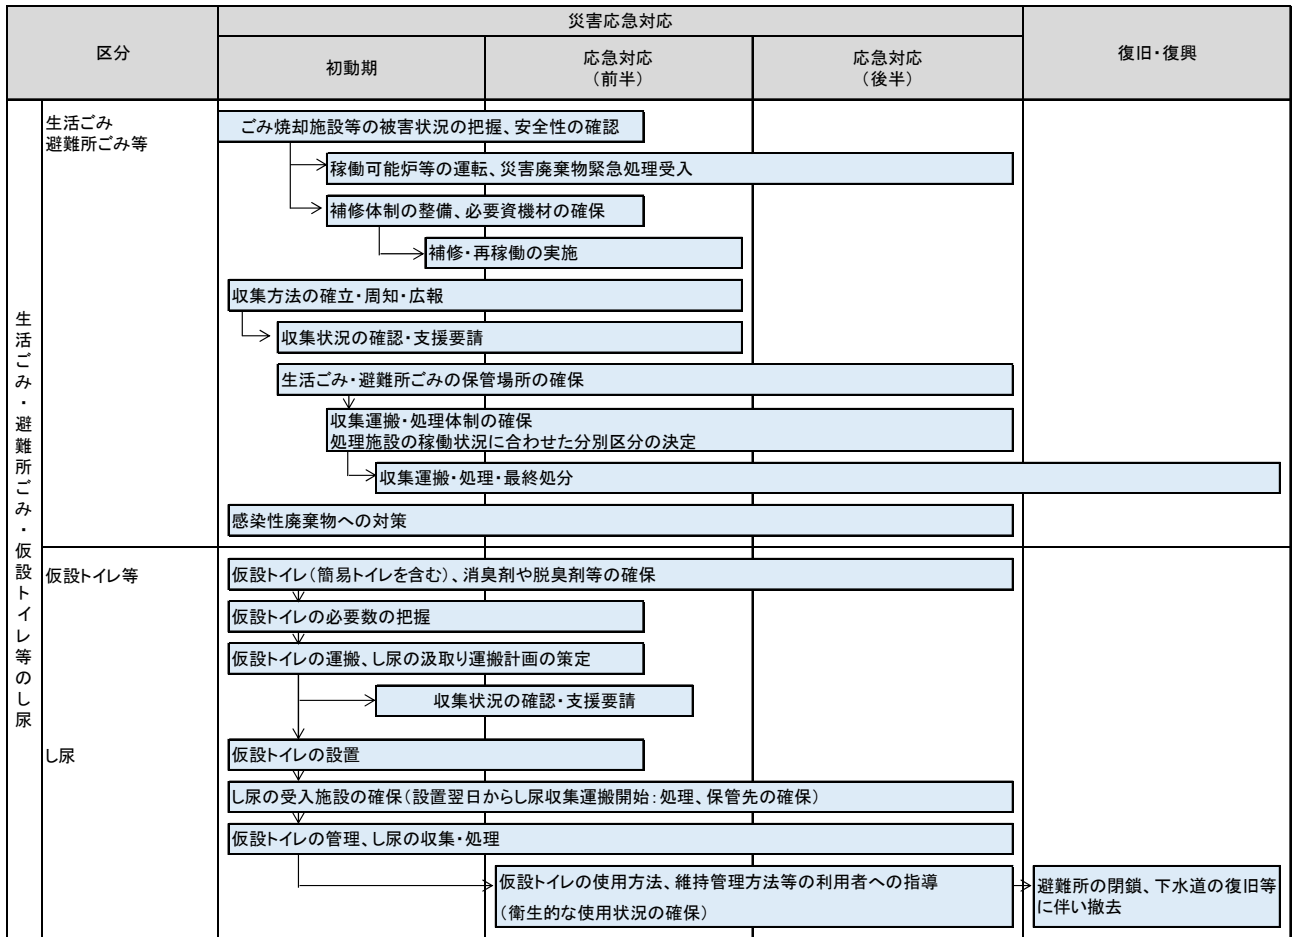 区分
災害応急対応
復旧・復興
初動期
応急対応
（前半）
応急対応
（後半）
生活ごみ・避難所ごみ・仮設トイレ等のし尿
生活ごみ
避難所ごみ等
ごみ焼却施設等の被害状況の把握、安全性の確認
稼働可能炉等の運転、災害廃棄物緊急処理受入
補修体制の整備、必要資機材の確保
補修・再稼働の実施
収集方法の確立・周知・広報
収集状況の確認・支援要請
生活ごみ・避難所ごみの保管場所の確保
収集運搬・処理体制の確保
処理施設の稼働状況に合わせた分別区分の決定
収集運搬・処理・最終処分
感染性廃棄物への対策
仮設トイレ等
仮設トイレ（簡易トイレを含む）、消臭剤や脱臭剤等の確保
仮設トイレの必要数の把握
仮設トイレの運搬、し尿の汲取り運搬計画の策定
収集状況の確認・支援要請
し尿
仮設トイレの設置
し尿の受入施設の確保（設置翌日からし尿収集運搬開始：処理、保管先の確保）
仮設トイレの管理、し尿の収集・処理
仮設トイレの使用方法、維持管理方法等の利用者への指導
（衛生的な使用状況の確保）
避難所の閉鎖、下水道の復旧等
に伴い撤去